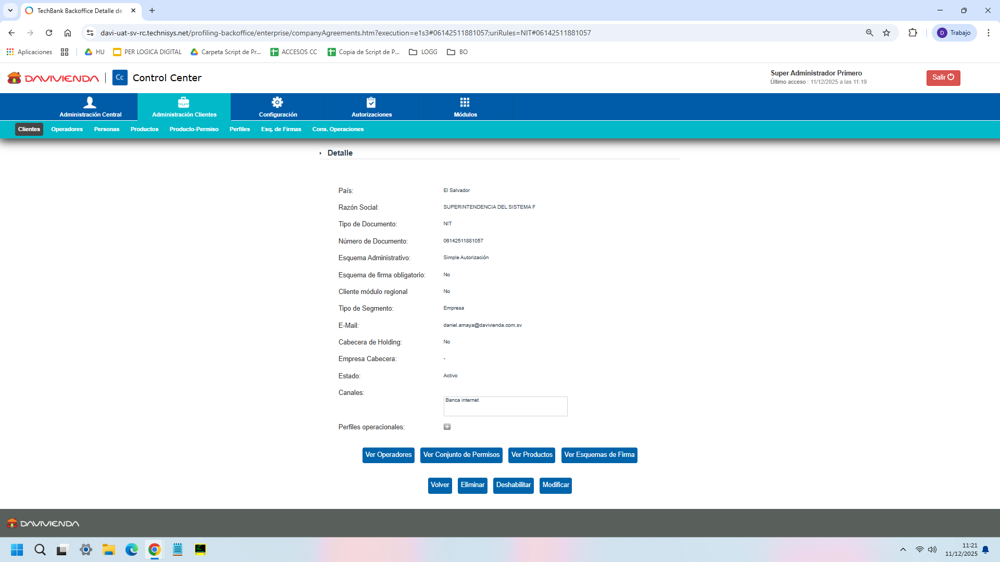 TechBank Backoffice Detalle de
davi-uat-sv-rc.technisys.net/profiling-backoffice/enterprise/companyAgreements.htm?execution=e1s3#06142511881057;uriRules=NIT#06142511881057
D Trabajo
Aplicaciones HU PER LOGICA DIGITAL Carpeta Script de Pr... ACCESOS CC Copia de Script de P... LOGG BO
DAVIVIENDA Cc Control Center
Super Administrador Primero
Último acceso : 11/12/2025 a las 11:19
Salir
Administración Central Administración Clientes Configuración Autorizaciones Módulos
Clientes Operadores Personas Productos Producto-Permiso Perfiles Esq. de Firmas Cons. Operaciones
Detalle
País: El Salvador
Razón Social: SUPERINTENDENCIA DEL SISTEMA F
Tipo de Documento: NIT
Número de Documento: 06142511881057
Esquema Administrativo: Simple Autorización
Esquema de firma obligatorio: No
Cliente módulo regional No
Tipo de Segmento: Empresa
E-Mail: daniel.amaya@davivienda.com.sv
Cabecera de Holding: No
Empresa Cabecera: -
Estado: Activo
Canales:
Banca internet
Perfiles operacionales:
Ver Operadores Ver Conjunto de Permisos Ver Productos Ver Esquemas de Firma
Volver Eliminar Deshabilitar Modificar
DAVIVIENDA
11:21
11/12/2025